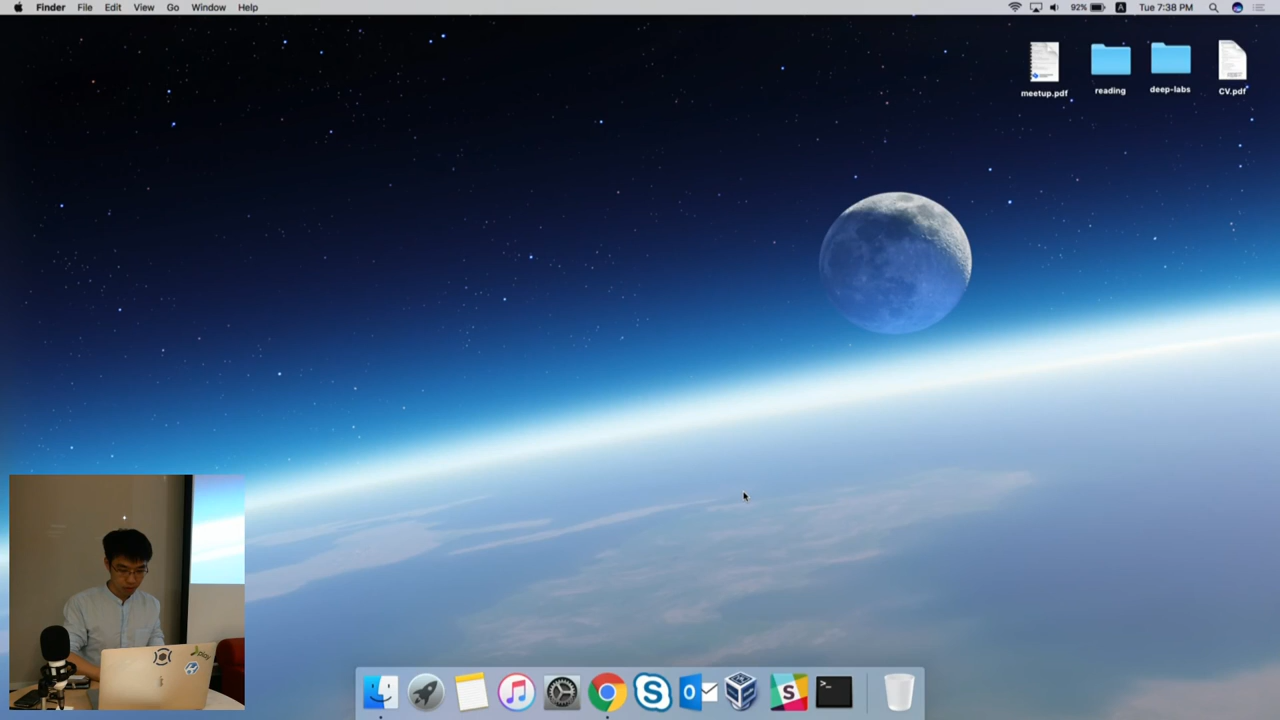 Finder File Edit View Go Window Help 92% A Tue 7:38 PM
meetup.pdf reading deep-labs CV.pdf